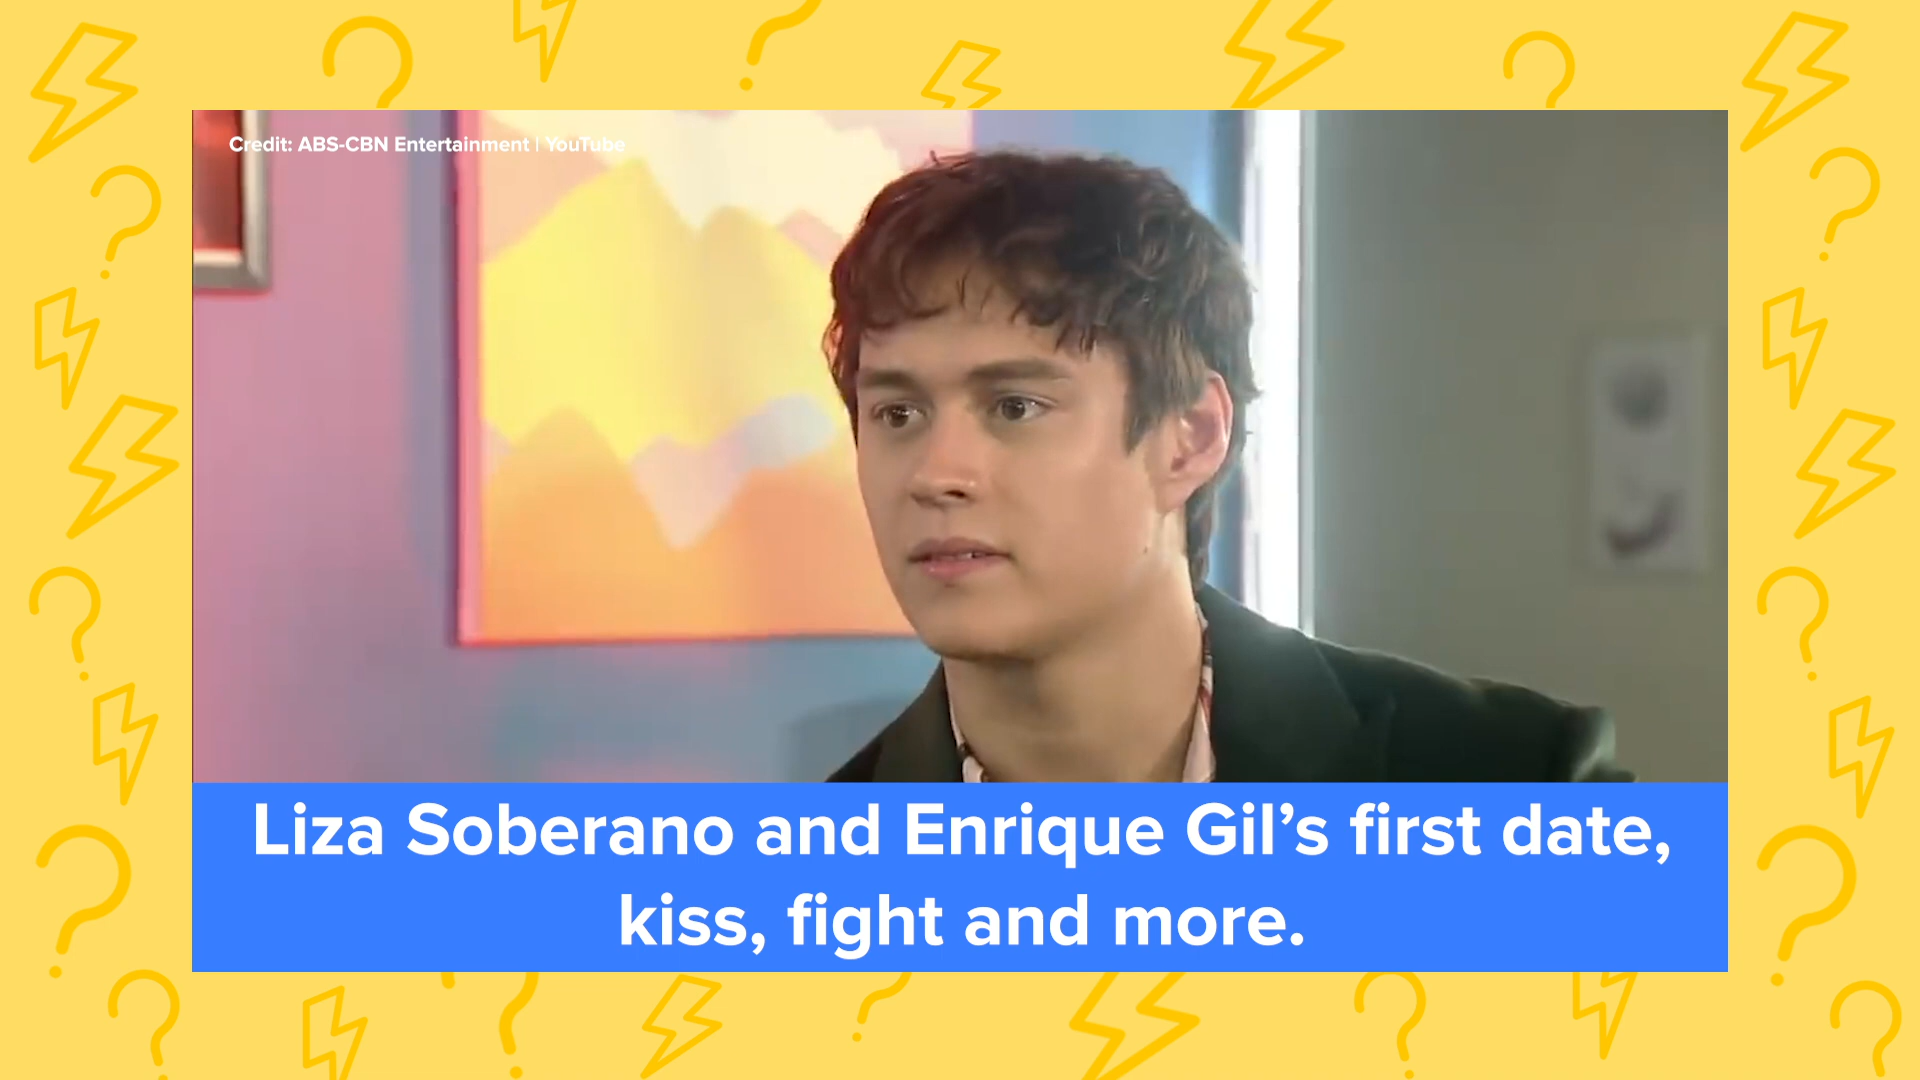 Credit: ABS-CBN Entertainment | YouTube
Liza Soberano and Enrique Gil’s first date,
kiss, fight and more.